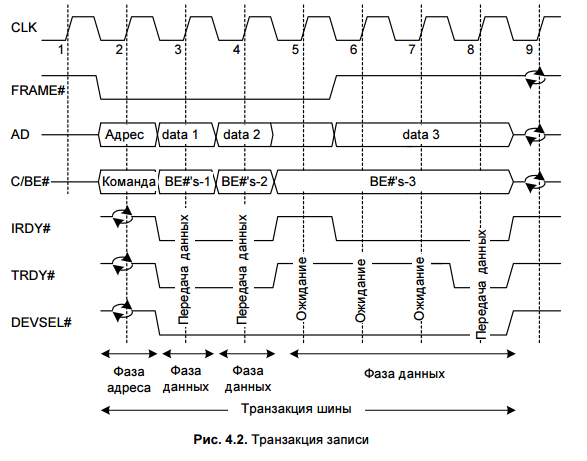 CLK
1 2 3 4 5 6 7 8 9
FRAME#
AD Адрес data 1 data 2 data 3
C/BE# Команда BE#'s-1 BE#'s-2 BE#'s-3
IRDY#
TRDY#
DEVSEL#
Передача данных
Передача данных
Ожидание
Ожидание
Ожидание
Передача данных
Фаза адреса
Фаза данных
Фаза данных
Фаза данных
Транзакция шины
Рис. 4.2. Транзакция записи